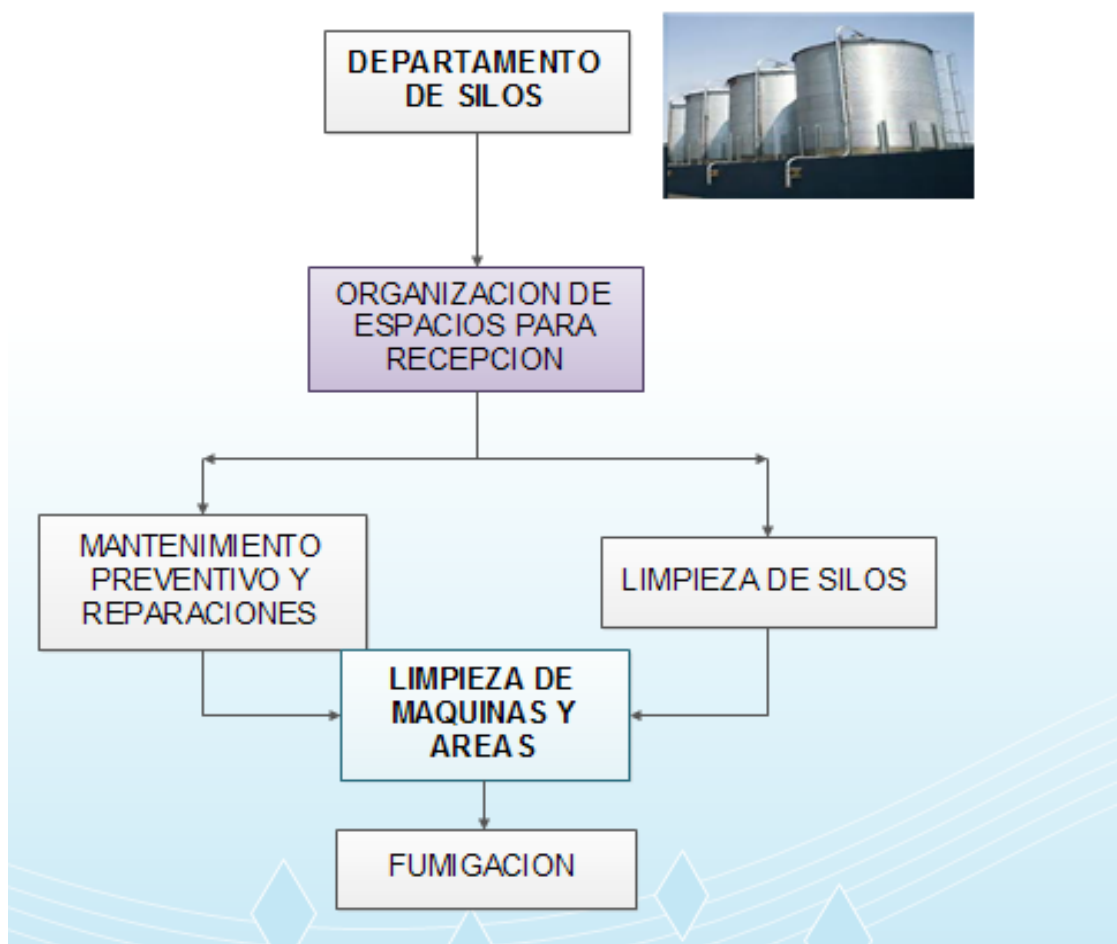 DEPARTAMENTO
DE SILOS
ORGANIZACION DE
ESPACIOS PARA
RECEPCION
MANTENIMIENTO
PREVENTIVO Y
REPARACIONES
LIMPIEZA DE SILOS
LIMPIEZA DE
MAQUINAS Y
AREAS
FUMIGACION